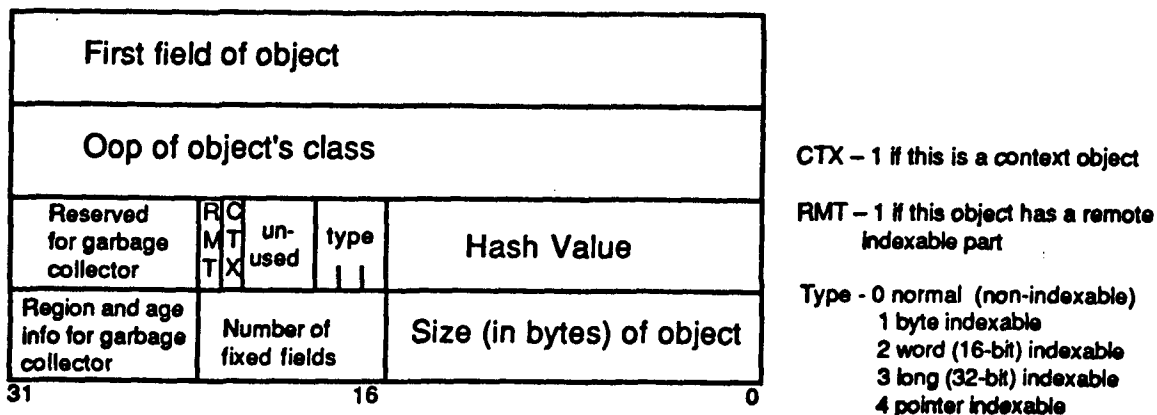 First field of object
Oop of object's class
Reserved
for garbage
collector
RMT
CTX
un-
used
type
Hash Value
Region and age
info for garbage
collector
Number of
fixed fields
Size (in bytes) of object
31
16
0
CTX – 1 if this is a context object
RMT – 1 if this object has a remote
indexable part
Type - 0 normal (non-indexable)
1 byte indexable
2 word (16-bit) indexable
3 long (32-bit) indexable
4 pointer indexable